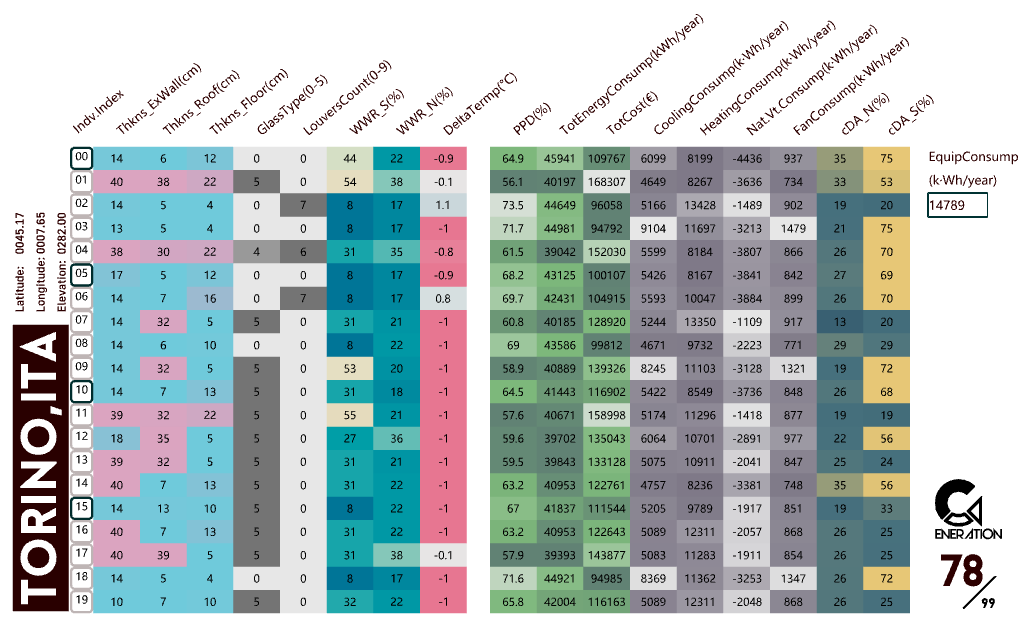 Indv.Index Thkns_ExWall(cm) Thkns_Roof(cm) Thkns_Floor(cm) GlassType(0-5) LouversCount(0-9) WWR_S(%) WWR_N(%) DeltaTermp(°C) PPD(%) TotEnergyConsump(kWh/year) TotCost(€) CoolingConsump(k·Wh/year) HeatingConsump(k·Wh/year) Nat.Vt.Consump(k·Wh/year) FanConsump(k·Wh/year) cDA_N(%) cDA_S(%)
00 14 6 12 0 0 44 22 -0.9 64.9 45941 109767 6099 8199 -4436 937 35 75
01 40 38 22 5 0 54 38 -0.1 56.1 40197 168307 4649 8267 -3636 734 33 53
02 14 5 4 0 7 8 17 1.1 73.5 44649 96058 5166 13428 -1489 902 19 20
03 13 5 4 0 0 8 17 -1 71.7 44981 94792 9104 11697 -3213 1479 21 75
04 38 30 22 4 6 31 35 -0.8 61.5 39042 152030 5599 8184 -3807 866 26 70
05 17 5 12 0 0 8 17 -0.9 68.2 43125 100107 5426 8167 -3841 842 27 69
06 14 7 16 0 7 8 17 0.8 69.7 42431 104915 5593 10047 -3884 899 26 70
07 14 32 5 5 0 31 21 -1 60.8 40185 128920 5244 13350 -1109 917 13 20
08 14 6 10 0 0 8 22 -1 69 43586 99812 4671 9732 -2223 771 29 29
09 14 32 5 5 0 53 20 -1 58.9 40889 139326 8245 11103 -3128 1321 19 72
10 14 7 13 5 0 31 18 -1 64.5 41443 116902 5422 8549 -3736 848 26 68
11 39 32 22 5 0 55 21 -1 57.6 40671 158998 5174 11296 -1418 877 19 19
12 18 35 5 5 0 27 36 -1 59.6 39702 135043 6064 10701 -2891 977 22 56
13 39 32 5 5 0 31 21 -1 59.5 39843 133128 5075 10911 -2041 847 25 24
14 40 7 13 5 0 31 22 -1 63.2 40953 122761 4757 8236 -3381 748 35 56
15 14 13 10 5 0 8 22 -1 67 41837 111544 5205 9789 -1917 851 19 33
16 40 7 13 5 0 31 22 -1 63.2 40953 122643 5089 12311 -2057 868 26 25
17 40 39 5 5 0 31 38 -0.1 57.9 39393 143877 5083 11283 -1911 854 26 25
18 14 5 4 0 0 8 17 -1 71.6 44921 94985 8369 11362 -3253 1347 26 72
19 10 7 10 5 0 32 22 -1 65.8 42004 116163 5089 12311 -2048 868 26 25
EquipConsump
(k·Wh/year)
14789
Latitude: 0045.17
Longitude: 0007.65
Elevation: 0282.00
TORINO,ITA
ENERATION
78/99